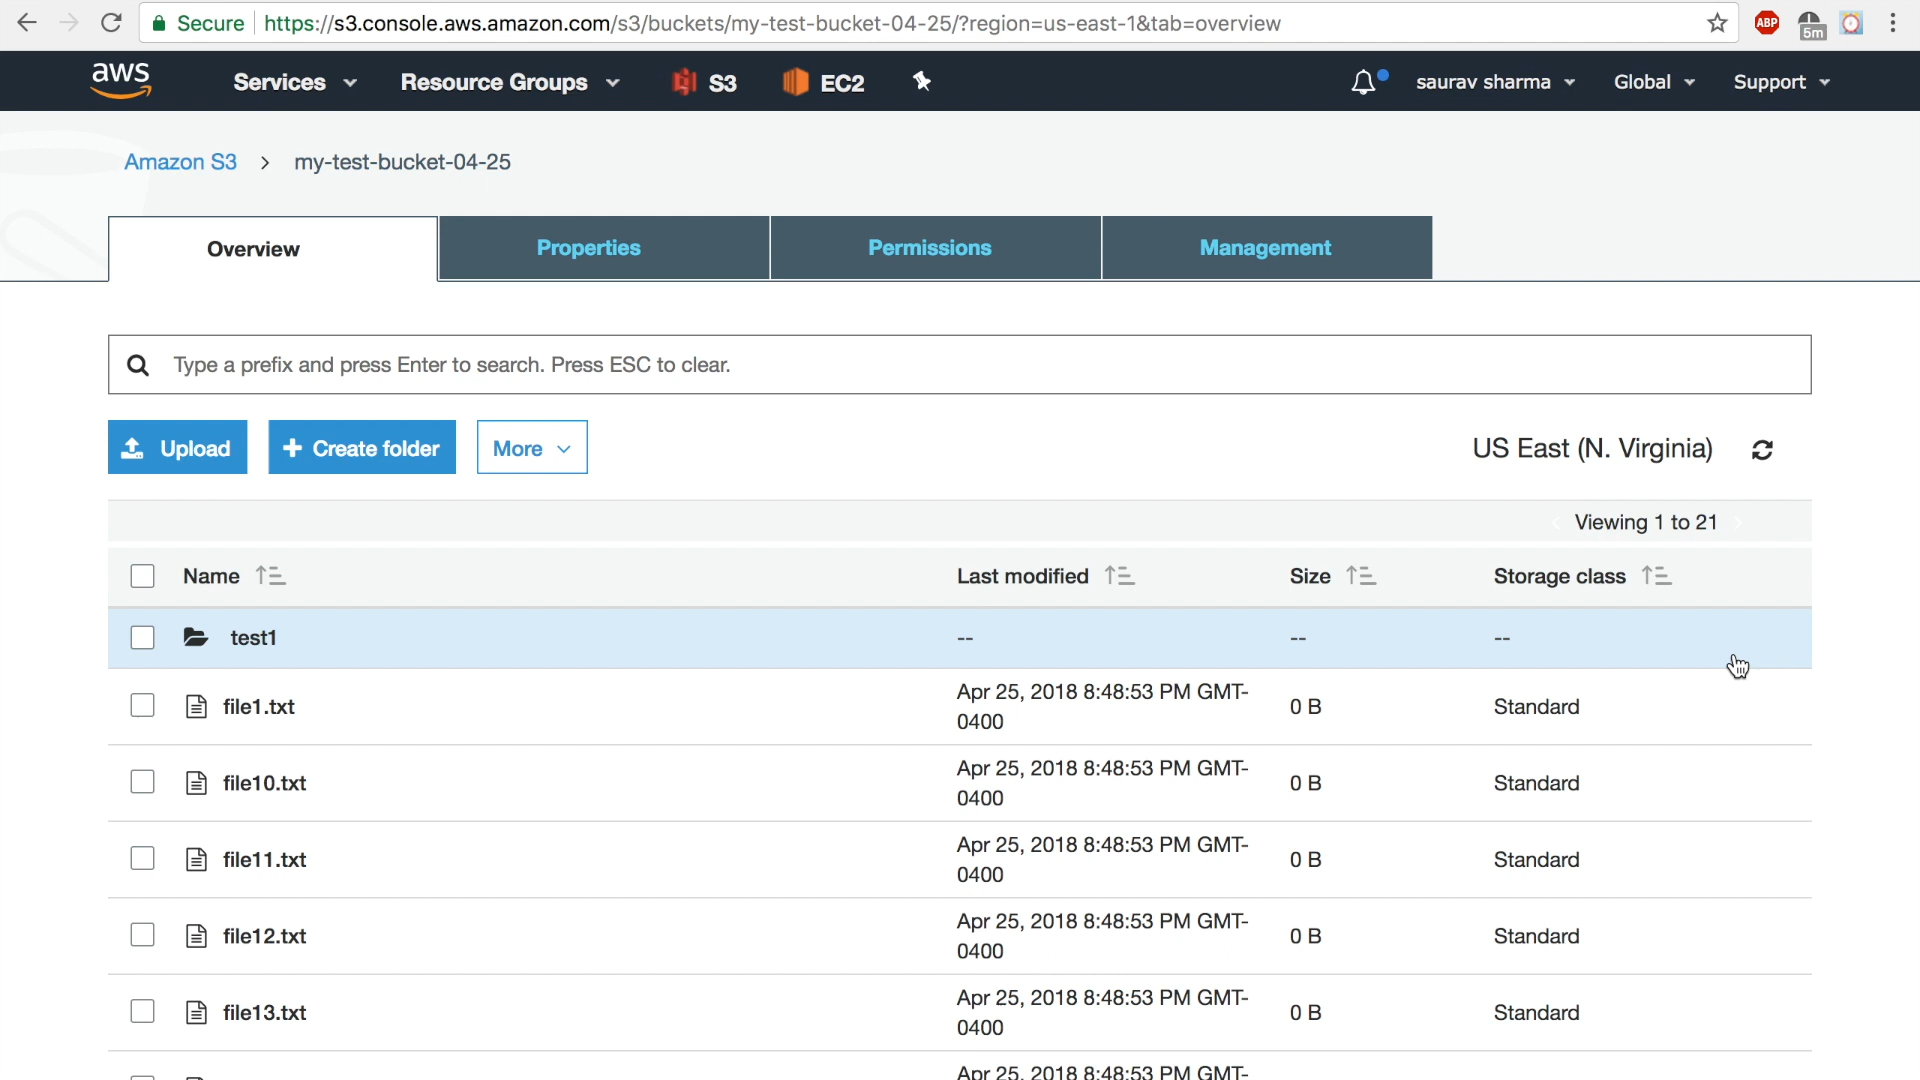 Secure https://s3.console.aws.amazon.com/s3/buckets/my-test-bucket-04-25/?region=us-east-1&tab=overview ABP 5m
aws Services Resource Groups S3 EC2 saurav sharma Global Support
Amazon S3 > my-test-bucket-04-25
Overview Properties Permissions Management
Type a prefix and press Enter to search. Press ESC to clear.
Upload + Create folder More US East (N. Virginia)
Viewing 1 to 21
Name Last modified Size Storage class
test1 -- -- --
file1.txt Apr 25, 2018 8:48:53 PM GMT-0400 0 B Standard
file10.txt Apr 25, 2018 8:48:53 PM GMT-0400 0 B Standard
file11.txt Apr 25, 2018 8:48:53 PM GMT-0400 0 B Standard
file12.txt Apr 25, 2018 8:48:53 PM GMT-0400 0 B Standard
file13.txt Apr 25, 2018 8:48:53 PM GMT-0400 0 B Standard
Apr 25, 2018 8:48:53 PM GMT-